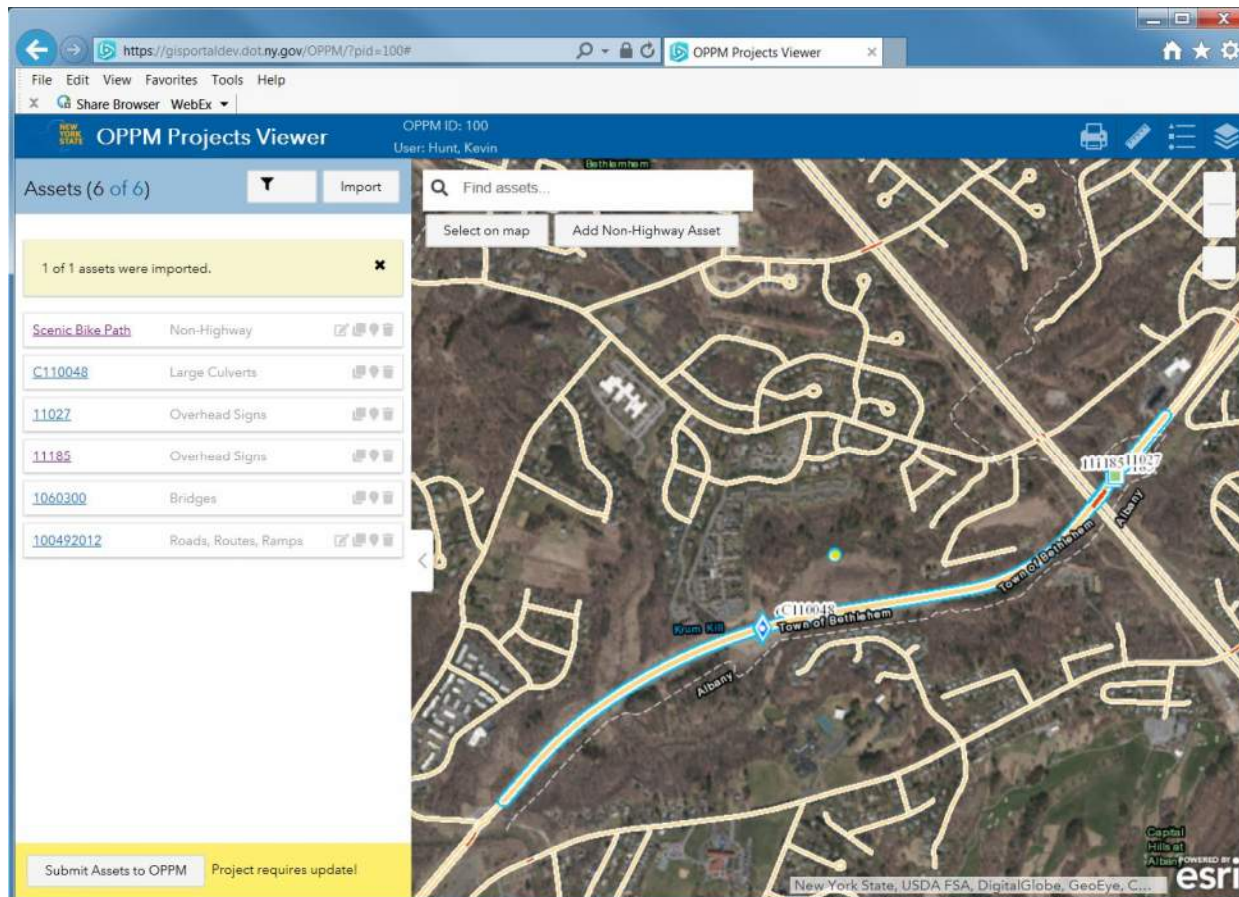 https://gisportaldev.dot.ny.gov/OPPM/?pid=100#
OPPM Projects Viewer
File Edit View Favorites Tools Help
Share Browser WebEx
NEW YORK STATE
OPPM Projects Viewer
OPPM ID: 100
User: Hunt, Kevin
Assets (6 of 6)
Import
1 of 1 assets were imported.
Scenic Bike Path Non-Highway
C110048 Large Culverts
11027 Overhead Signs
11185 Overhead Signs
1060300 Bridges
100492012 Roads, Routes, Ramps
Submit Assets to OPPM
Project requires update!
Find assets...
Select on map
Add Non-Highway Asset
11027
Albany
Town of Bethlehem
C110048
Town of Bethlehem
Krum Kill
Albany
Capital
Hills at
Albany
POWERED BY
esri
New York State, USDA FSA, DigitalGlobe, GeoEye, C...